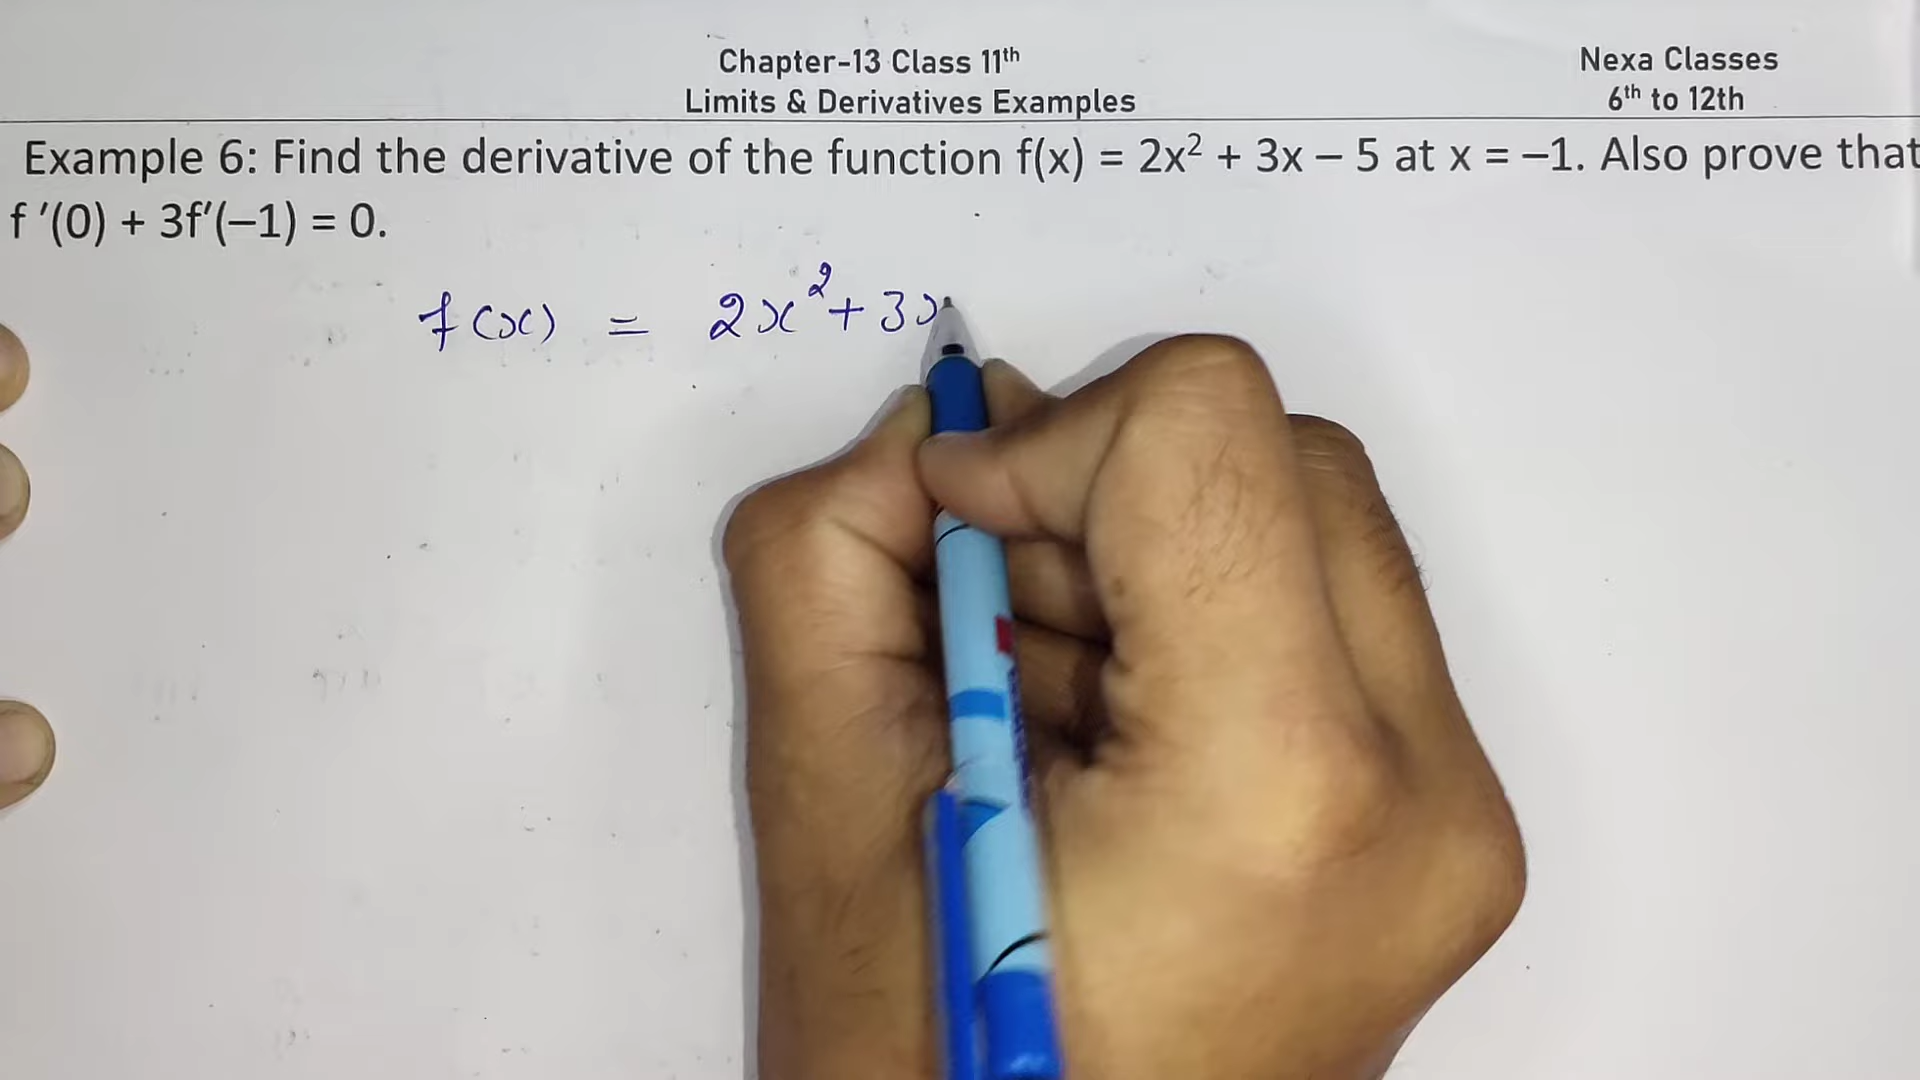 Chapter-13 Class 11th
Limits & Derivatives Examples
Nexa Classes
6th to 12th
Example 6: Find the derivative of the function f(x) = 2x² + 3x – 5 at x = –1. Also prove that
f ′(0) + 3f′(–1) = 0.
f(x) = 2x² + 3x